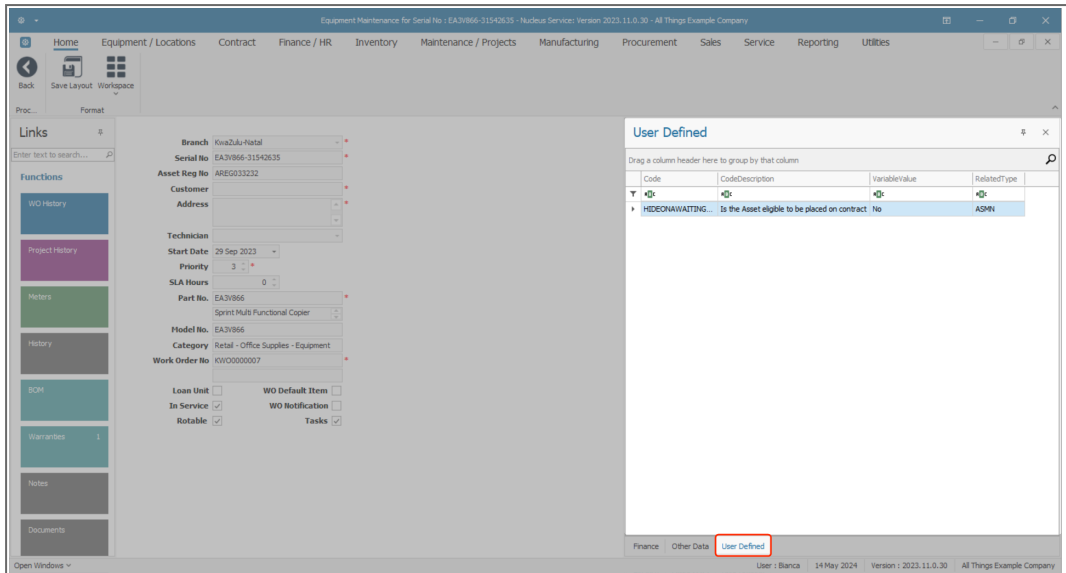 Equipment Maintenance for Serial No : EA3V866-31542635 - Nucleus Service: Version 2023.11.0.30 - All Things Example Company
Home Equipment / Locations Contract Finance / HR Inventory Maintenance / Projects Manufacturing Procurement Sales Service Reporting Utilities
Back Save Layout Workspace
Proc... Format
Links
Enter text to search...
Functions
WO History
Project History
Meters
History
BOM
Warranties 1
Notes
Documents
Branch KwaZulu-Natal *
Serial No EA3V866-31542635 *
Asset Reg No AREG033232
Customer *
Address *
Technician
Start Date 29 Sep 2023
Priority 3 *
SLA Hours 0
Part No. EA3V866 *
Sprint Multi Functional Copier
Model No. EA3V866
Category Retail - Office Supplies - Equipment
Work Order No KWO0000007 *
Loan Unit WO Default Item
In Service WO Notification
Rotable Tasks
User Defined
Drag a column header here to group by that column
Code CodeDescription VariableValue RelatedType
HIDEONAWAITING... Is the Asset eligible to be placed on contract No ASMN
Finance Other Data User Defined
Open Windows User : Bianca 14 May 2024 Version : 2023.11.0.30 All Things Example Company